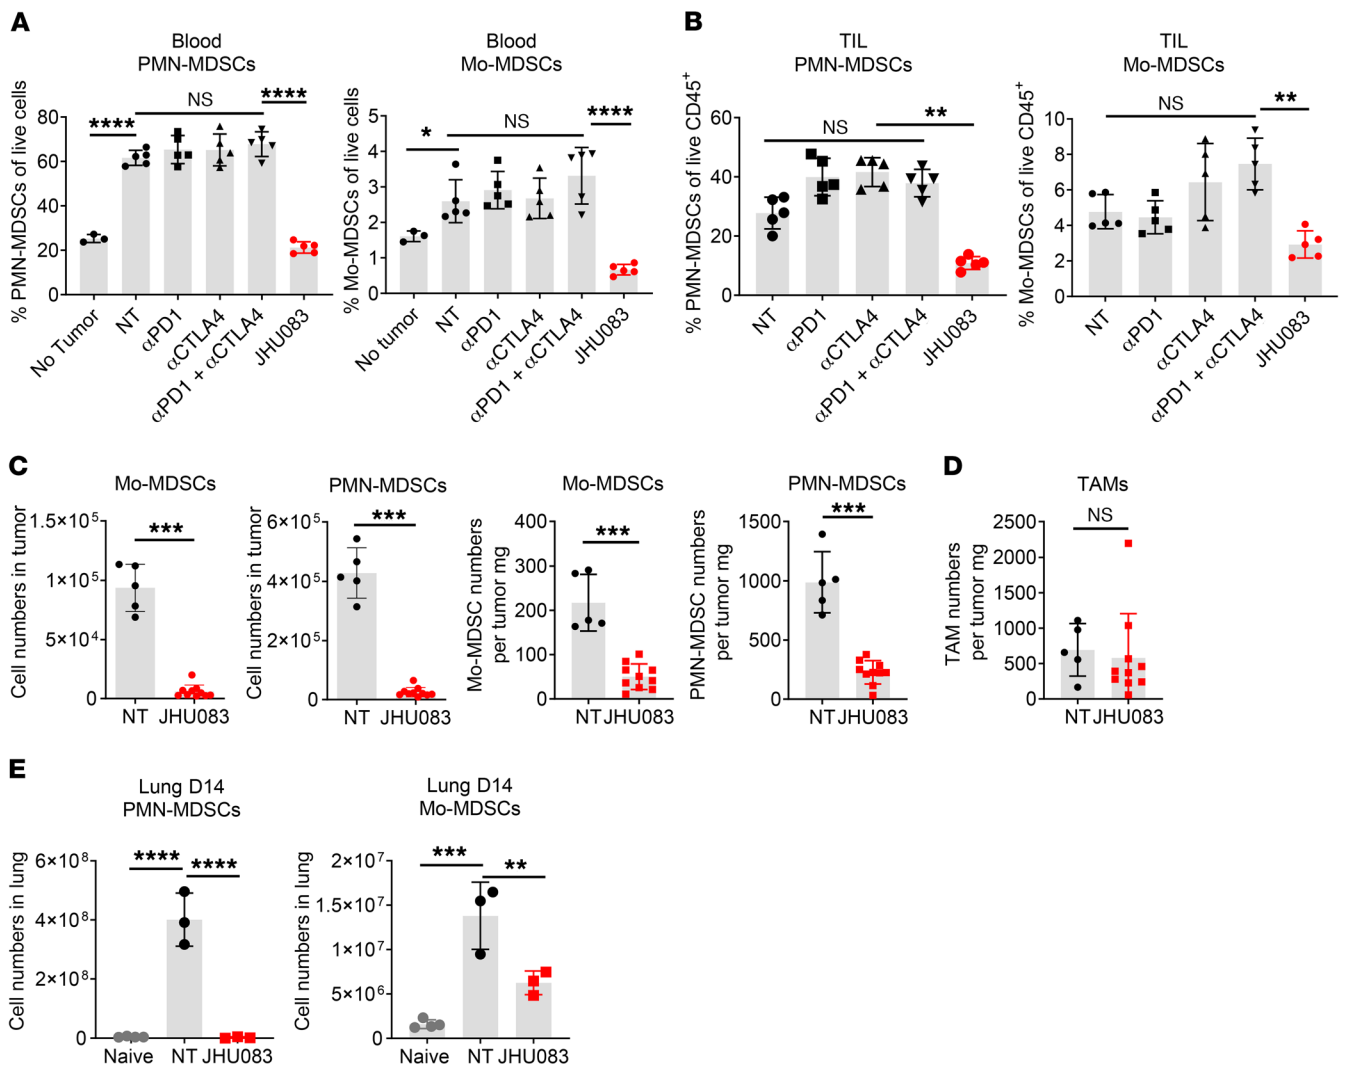 A
Blood
PMN-MDSCs
% PMN-MDSCs of live cells
80
60
40
20
0
****
NS
****
No Tumor
NT
αPD1
αCTLA4
αPD1 + αCTLA4
JHU083
Blood
Mo-MDSCs
% Mo-MDSCs of live cells
5
4
3
2
1
0
*
NS
****
No tumor
NT
αPD1
αCTLA4
αPD1 + αCTLA4
JHU083
B
TIL
PMN-MDSCs
% PMN-MDSCs of live CD45⁺
60
40
20
0
NS
**
NT
αPD1
αCTLA4
αPD1 + αCTLA4
JHU083
TIL
Mo-MDSCs
% Mo-MDSCs of live CD45⁺
10
8
6
4
2
0
NS
**
NT
αPD1
αCTLA4
αPD1 + αCTLA4
JHU083
C
Mo-MDSCs
Cell numbers in tumor
1.5×10⁵
1×10⁵
5×10⁴
0
***
NT JHU083
PMN-MDSCs
Cell numbers in tumor
6×10⁵
4×10⁵
2×10⁵
0
***
NT JHU083
Mo-MDSCs
Mo-MDSC numbers
per tumor mg
400
300
200
100
0
***
NT JHU083
PMN-MDSCs
PMN-MDSC numbers
per tumor mg
1500
1000
500
0
***
NT JHU083
D
TAMs
TAM numbers
per tumor mg
2500
2000
1500
1000
500
0
NS
NT JHU083
E
Lung D14
PMN-MDSCs
Cell numbers in lung
6×10⁸
4×10⁸
2×10⁸
0
****
****
Naive NT JHU083
Lung D14
Mo-MDSCs
Cell numbers in lung
2×10⁷
1.5×10⁷
1×10⁷
5×10⁶
0
***
**
Naive NT JHU083